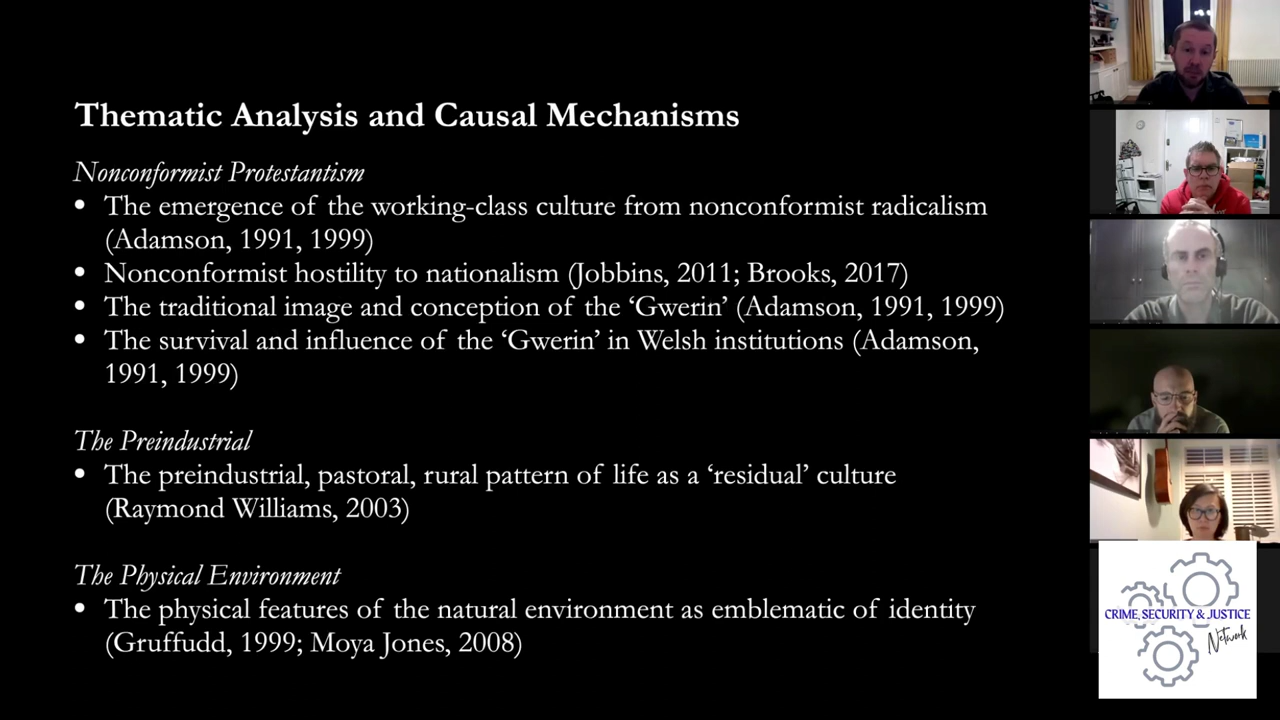 Thematic Analysis and Causal Mechanisms
Nonconformist Protestantism
• The emergence of the working-class culture from nonconformist radicalism
(Adamson, 1991, 1999)
• Nonconformist hostility to nationalism (Jobbins, 2011; Brooks, 2017)
• The traditional image and conception of the ‘Gwerin’ (Adamson, 1991, 1999)
• The survival and influence of the ‘Gwerin’ in Welsh institutions (Adamson,
1991, 1999)
The Preindustrial
• The preindustrial, pastoral, rural pattern of life as a ‘residual’ culture
(Raymond Williams, 2003)
The Physical Environment
• The physical features of the natural environment as emblematic of identity
(Gruffudd, 1999; Moya Jones, 2008)
CRIME, SECURITY & JUSTICE
Network